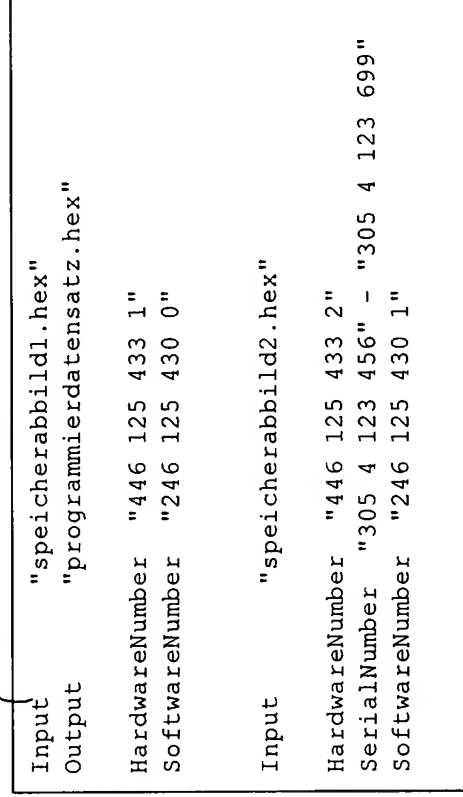 Input "speicherabbild1.hex"
Output "programmierdatensatz.hex"
HardwareNumber "446 125 433 1"
SoftwareNumber "246 125 430 0"
Input "speicherabbild2.hex"
HardwareNumber "446 125 433 2"
SerialNumber "305 4 123 456" - "305 4 123 699"
SoftwareNumber "246 125 430 1"